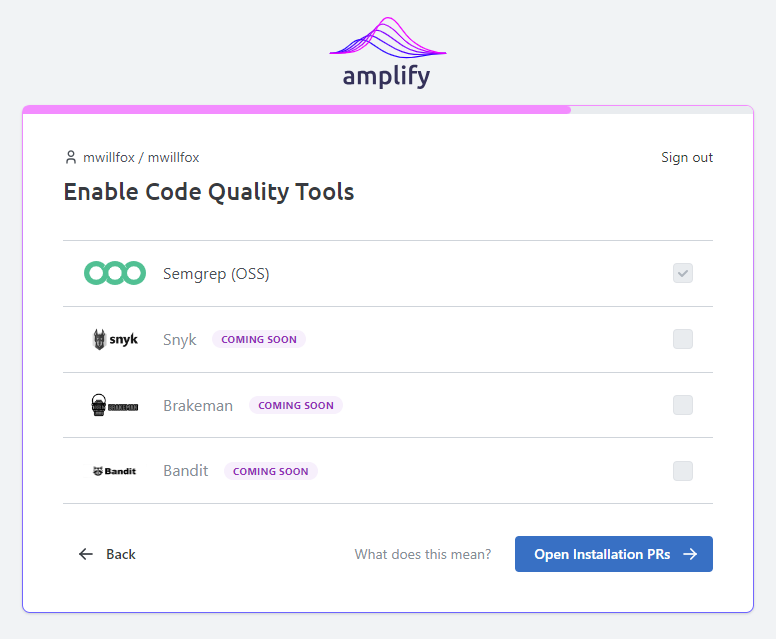 amplify
mwillfox / mwillfox
Sign out
Enable Code Quality Tools
Semgrep (OSS)
snyk
Snyk
COMING SOON
BRAKEMAN
Brakeman
COMING SOON
Bandit
Bandit
COMING SOON
Back
What does this mean?
Open Installation PRs